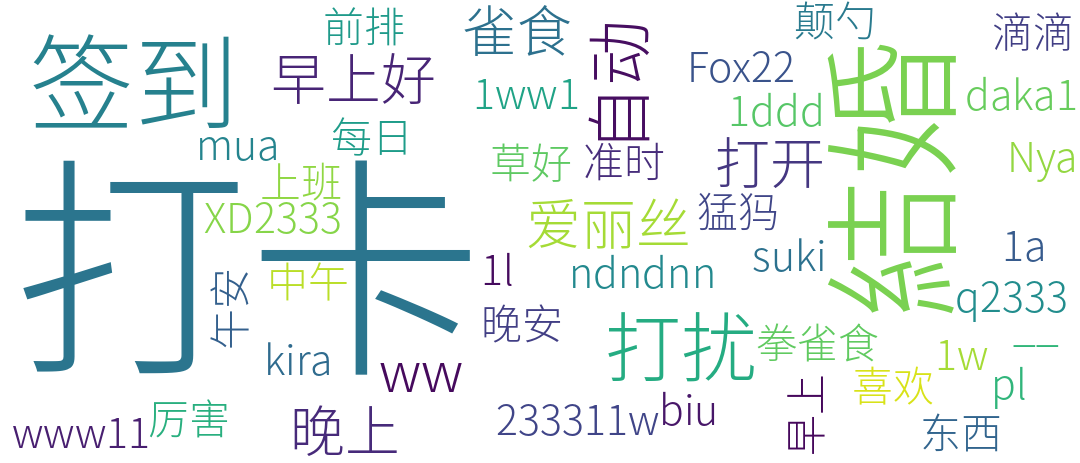 签到
打卡
前排
早上好
mua
每日
上班
XD2333
中午
午安
kira
ww
www11
厉害
晚上
雀食
1ww1
草好
爱丽丝
ndndnn
1l
晚安
233311w
自动
准时
打扰
biu
颠勺
Fox22
1ddd
打开
猛犸
suki
拳雀食
早上
結婚
滴滴
daka1
Nya
1a
q2333
一一
1w
pl
喜欢
东西